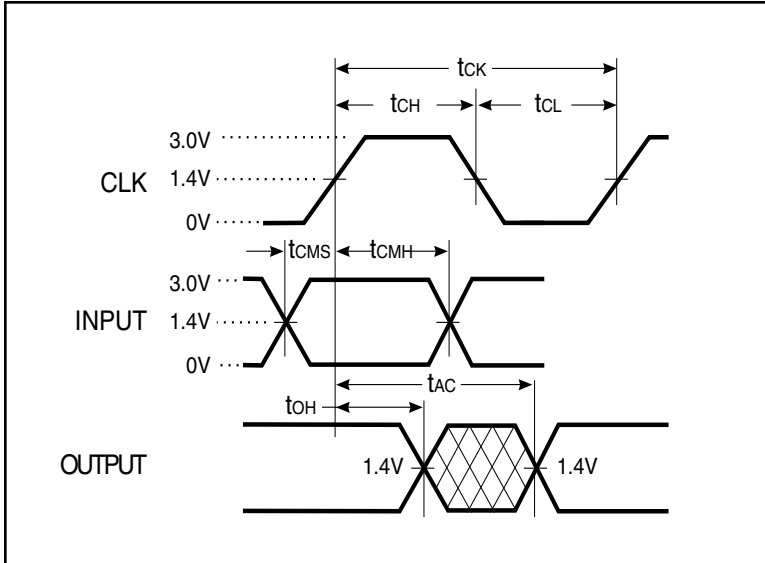 tCK
tCH tCL
3.0V
CLK 1.4V
0V
tCMS tCMH
3.0V
INPUT 1.4V
0V
tAC
tOH
OUTPUT 1.4V 1.4V